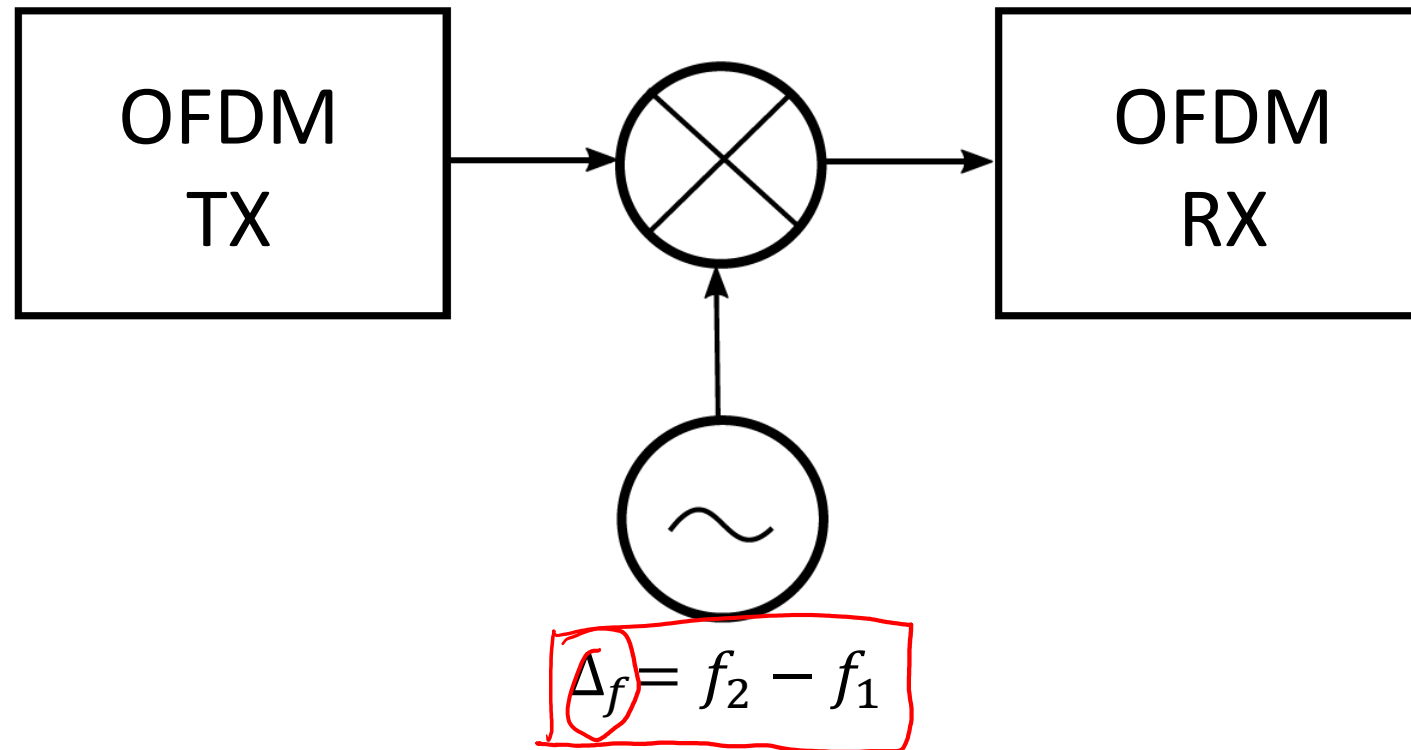 OFDM
TX
OFDM
RX
Δf = f2 − f1